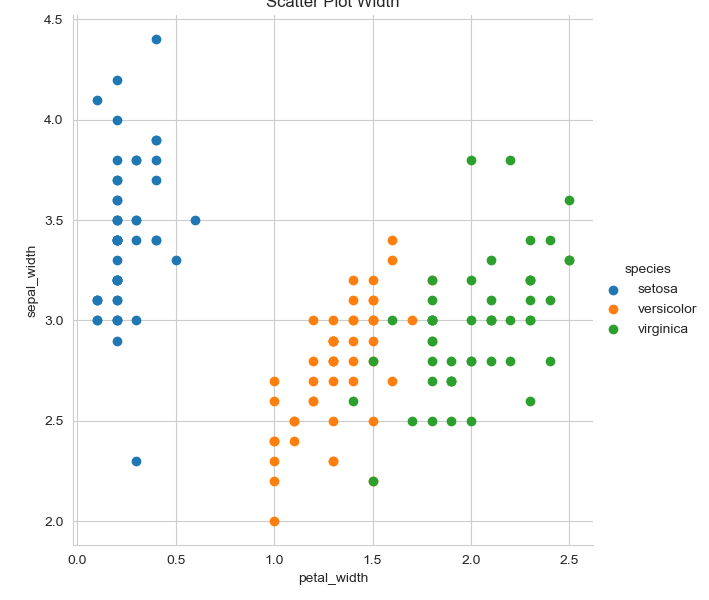 Scatter Plot Width
4.5
4.0
3.5
3.0
2.5
2.0
sepal_width
0.0 0.5 1.0 1.5 2.0 2.5
petal_width
species
setosa
versicolor
virginica